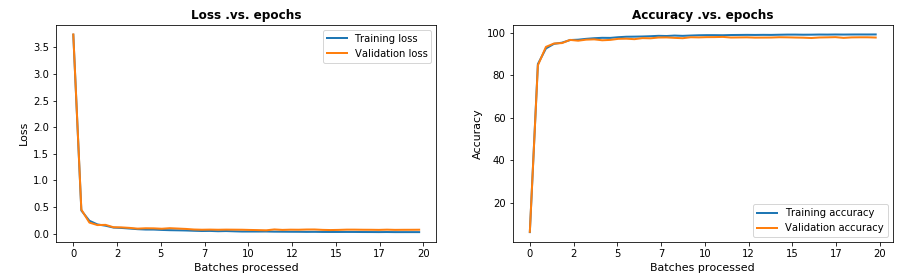 Loss .vs. epochs
Training loss
Validation loss
3.5
3.0
2.5
2.0
1.5
1.0
0.5
0.0
Loss
0 2 5 7 10 12 15 17 20
Batches processed
Accuracy .vs. epochs
100
80
60
40
20
Accuracy
Training accuracy
Validation accuracy
0 2 5 7 10 12 15 17 20
Batches processed